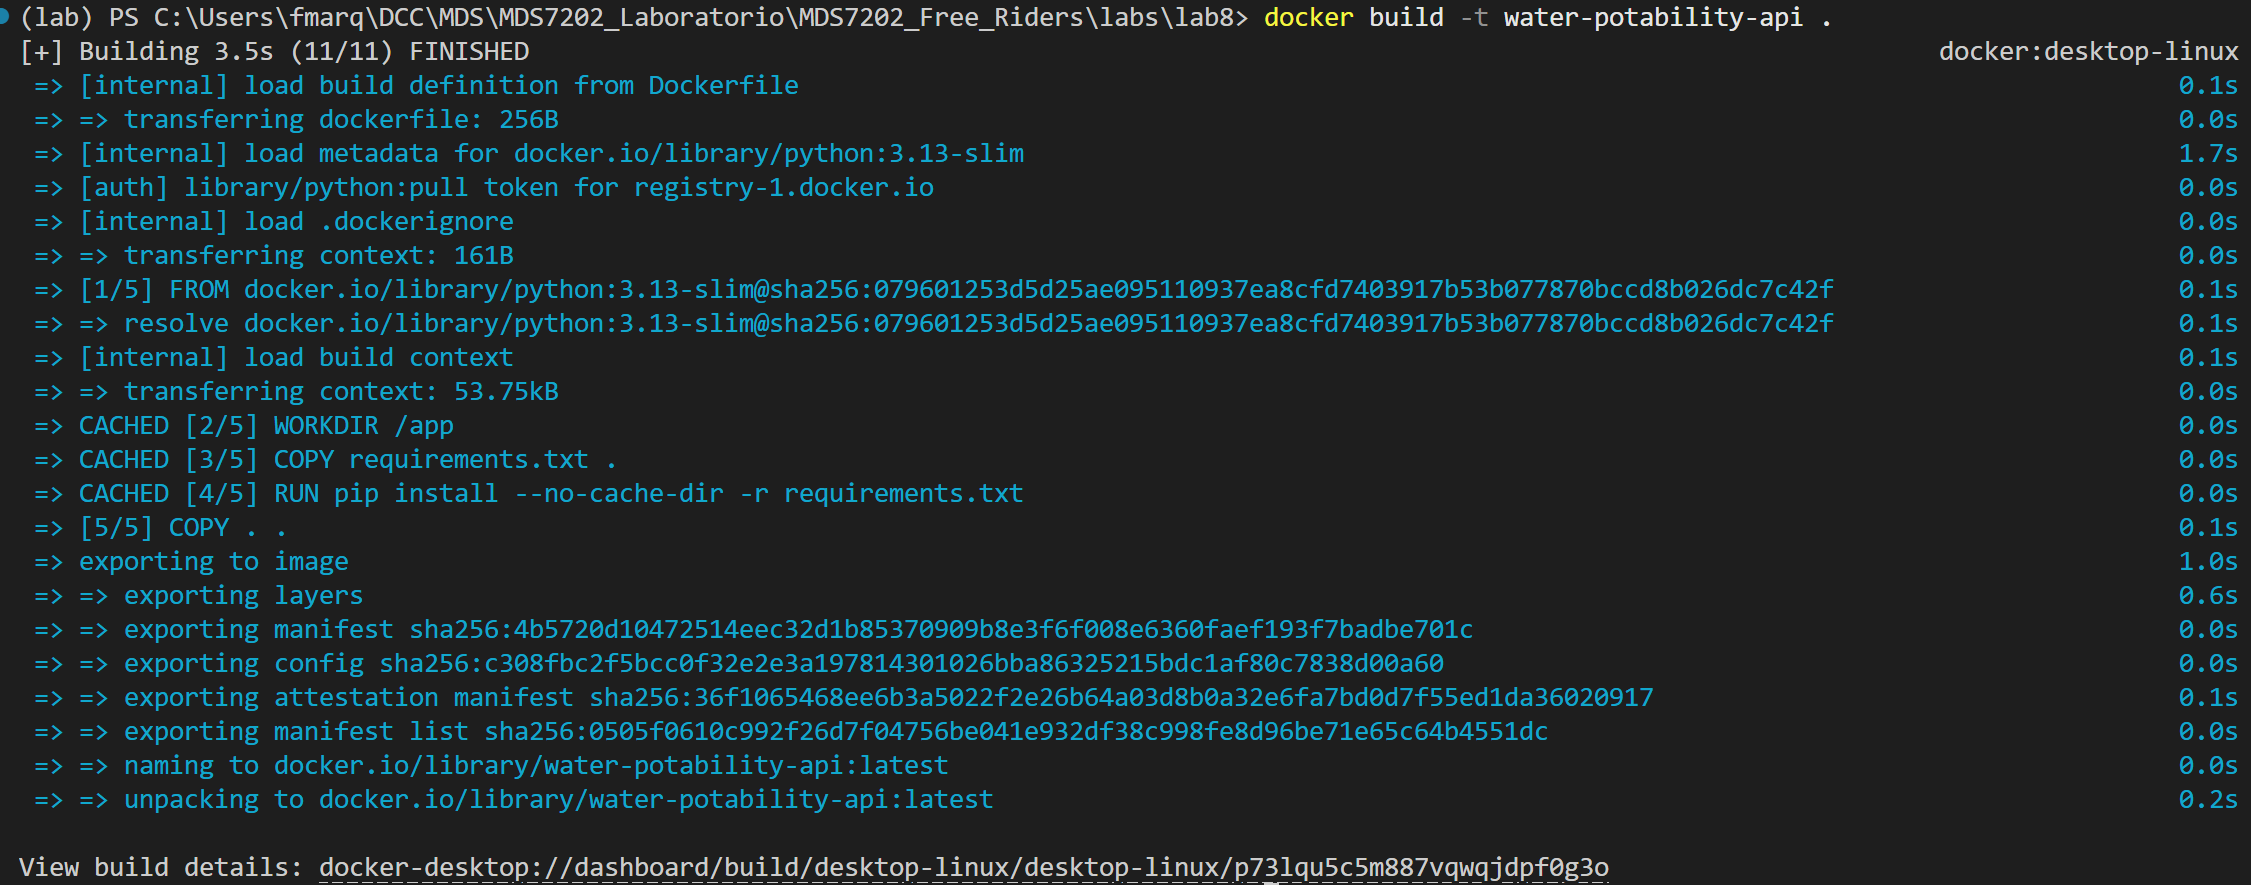 (lab) PS C:\Users\fmarq\DCC\MDS\MDS7202_Laboratorio\MDS7202_Free_Riders\labs\lab8> docker build -t water-potability-api .
[+] Building 3.5s (11/11) FINISHED docker:desktop-linux
=> [internal] load build definition from Dockerfile 0.1s
=> => transferring dockerfile: 256B 0.0s
=> [internal] load metadata for docker.io/library/python:3.13-slim 1.7s
=> [auth] library/python:pull token for registry-1.docker.io 0.0s
=> [internal] load .dockerignore 0.0s
=> => transferring context: 161B 0.0s
=> [1/5] FROM docker.io/library/python:3.13-slim@sha256:079601253d5d25ae095110937ea8cfd7403917b53b077870bccd8b026dc7c42f 0.1s
=> => resolve docker.io/library/python:3.13-slim@sha256:079601253d5d25ae095110937ea8cfd7403917b53b077870bccd8b026dc7c42f 0.1s
=> [internal] load build context 0.1s
=> => transferring context: 53.75kB 0.0s
=> CACHED [2/5] WORKDIR /app 0.0s
=> CACHED [3/5] COPY requirements.txt . 0.0s
=> CACHED [4/5] RUN pip install --no-cache-dir -r requirements.txt 0.0s
=> [5/5] COPY . . 0.1s
=> exporting to image 1.0s
=> => exporting layers 0.6s
=> => exporting manifest sha256:4b5720d10472514eec32d1b85370909b8e3f6f008e6360faef193f7badbe701c 0.0s
=> => exporting config sha256:c308fbc2f5bcc0f32e2e3a197814301026bba86325215bdc1af80c7838d00a60 0.0s
=> => exporting attestation manifest sha256:36f1065468ee6b3a5022f2e26b64a03d8b0a32e6fa7bd0d7f55ed1da36020917 0.1s
=> => exporting manifest list sha256:0505f0610c992f26d7f04756be041e932df38c998fe8d96be71e65c64b4551dc 0.0s
=> => naming to docker.io/library/water-potability-api:latest 0.0s
=> => unpacking to docker.io/library/water-potability-api:latest 0.2s
View build details: docker-desktop://dashboard/build/desktop-linux/desktop-linux/p73lqu5c5m887vqwqjdpf0g3o